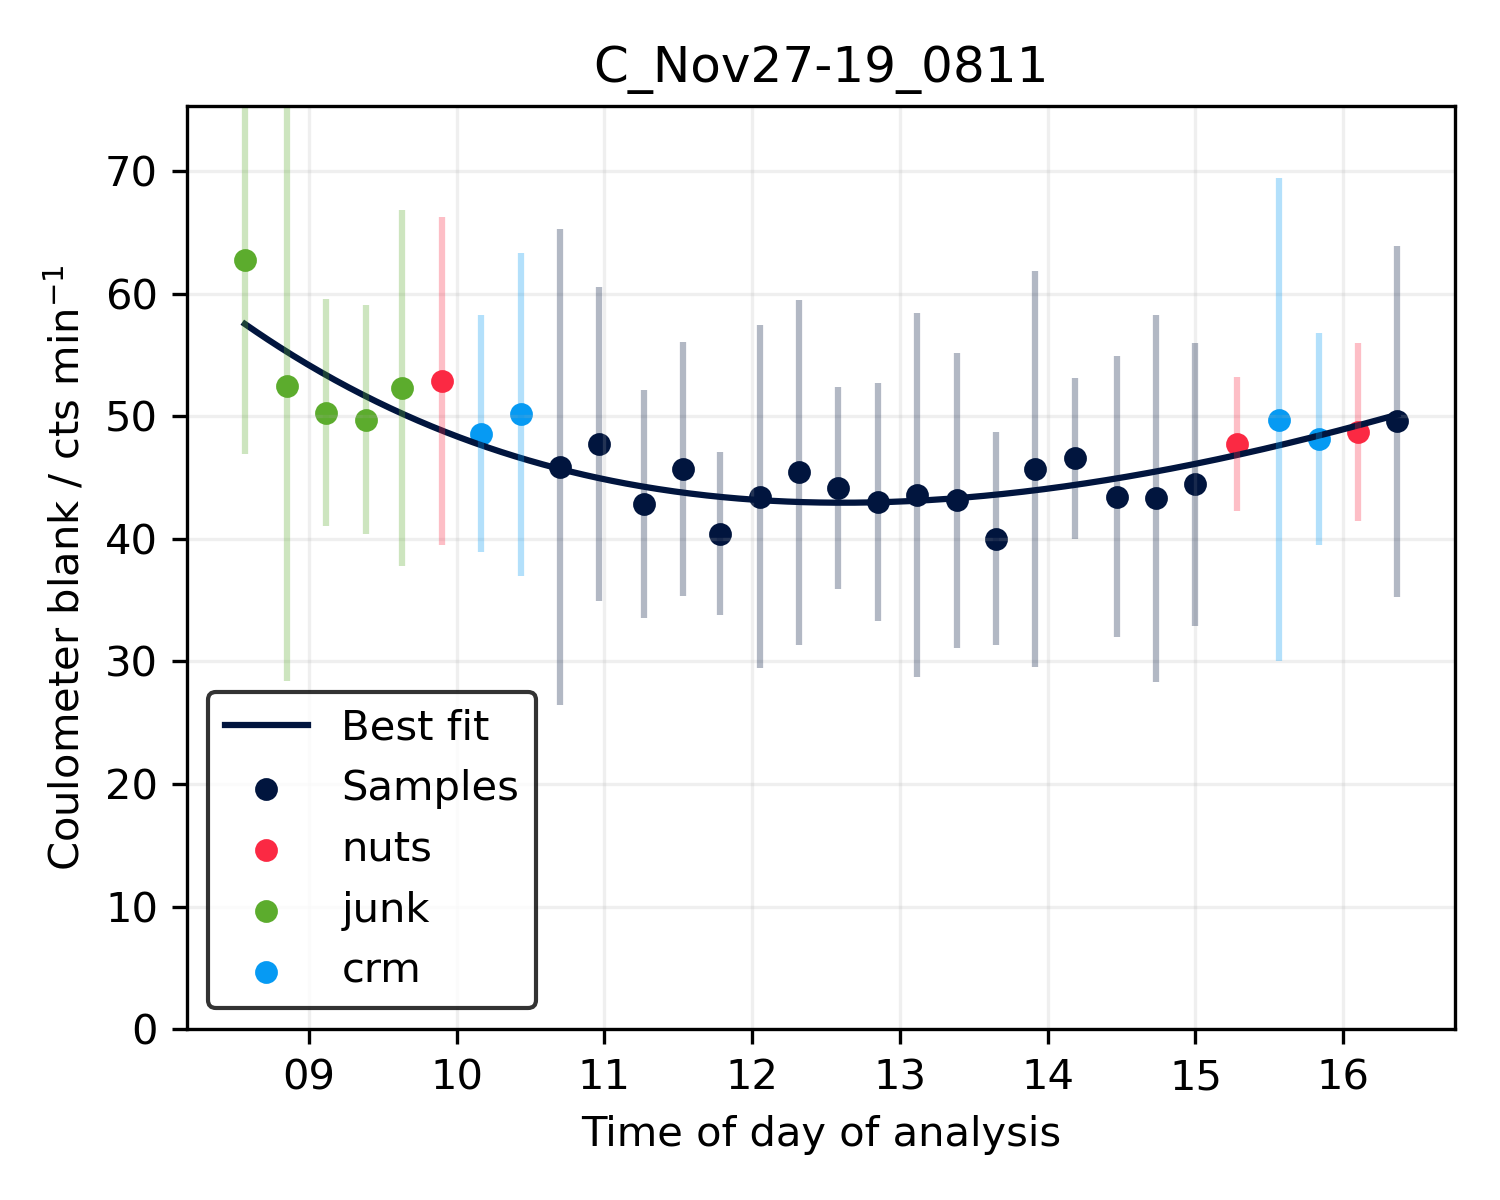 C_Nov27-19_0811
Coulometer blank / cts min⁻¹
70
60
50
40
30
20
10
0
Best fit
Samples
nuts
junk
crm
09 10 11 12 13 14 15 16
Time of day of analysis